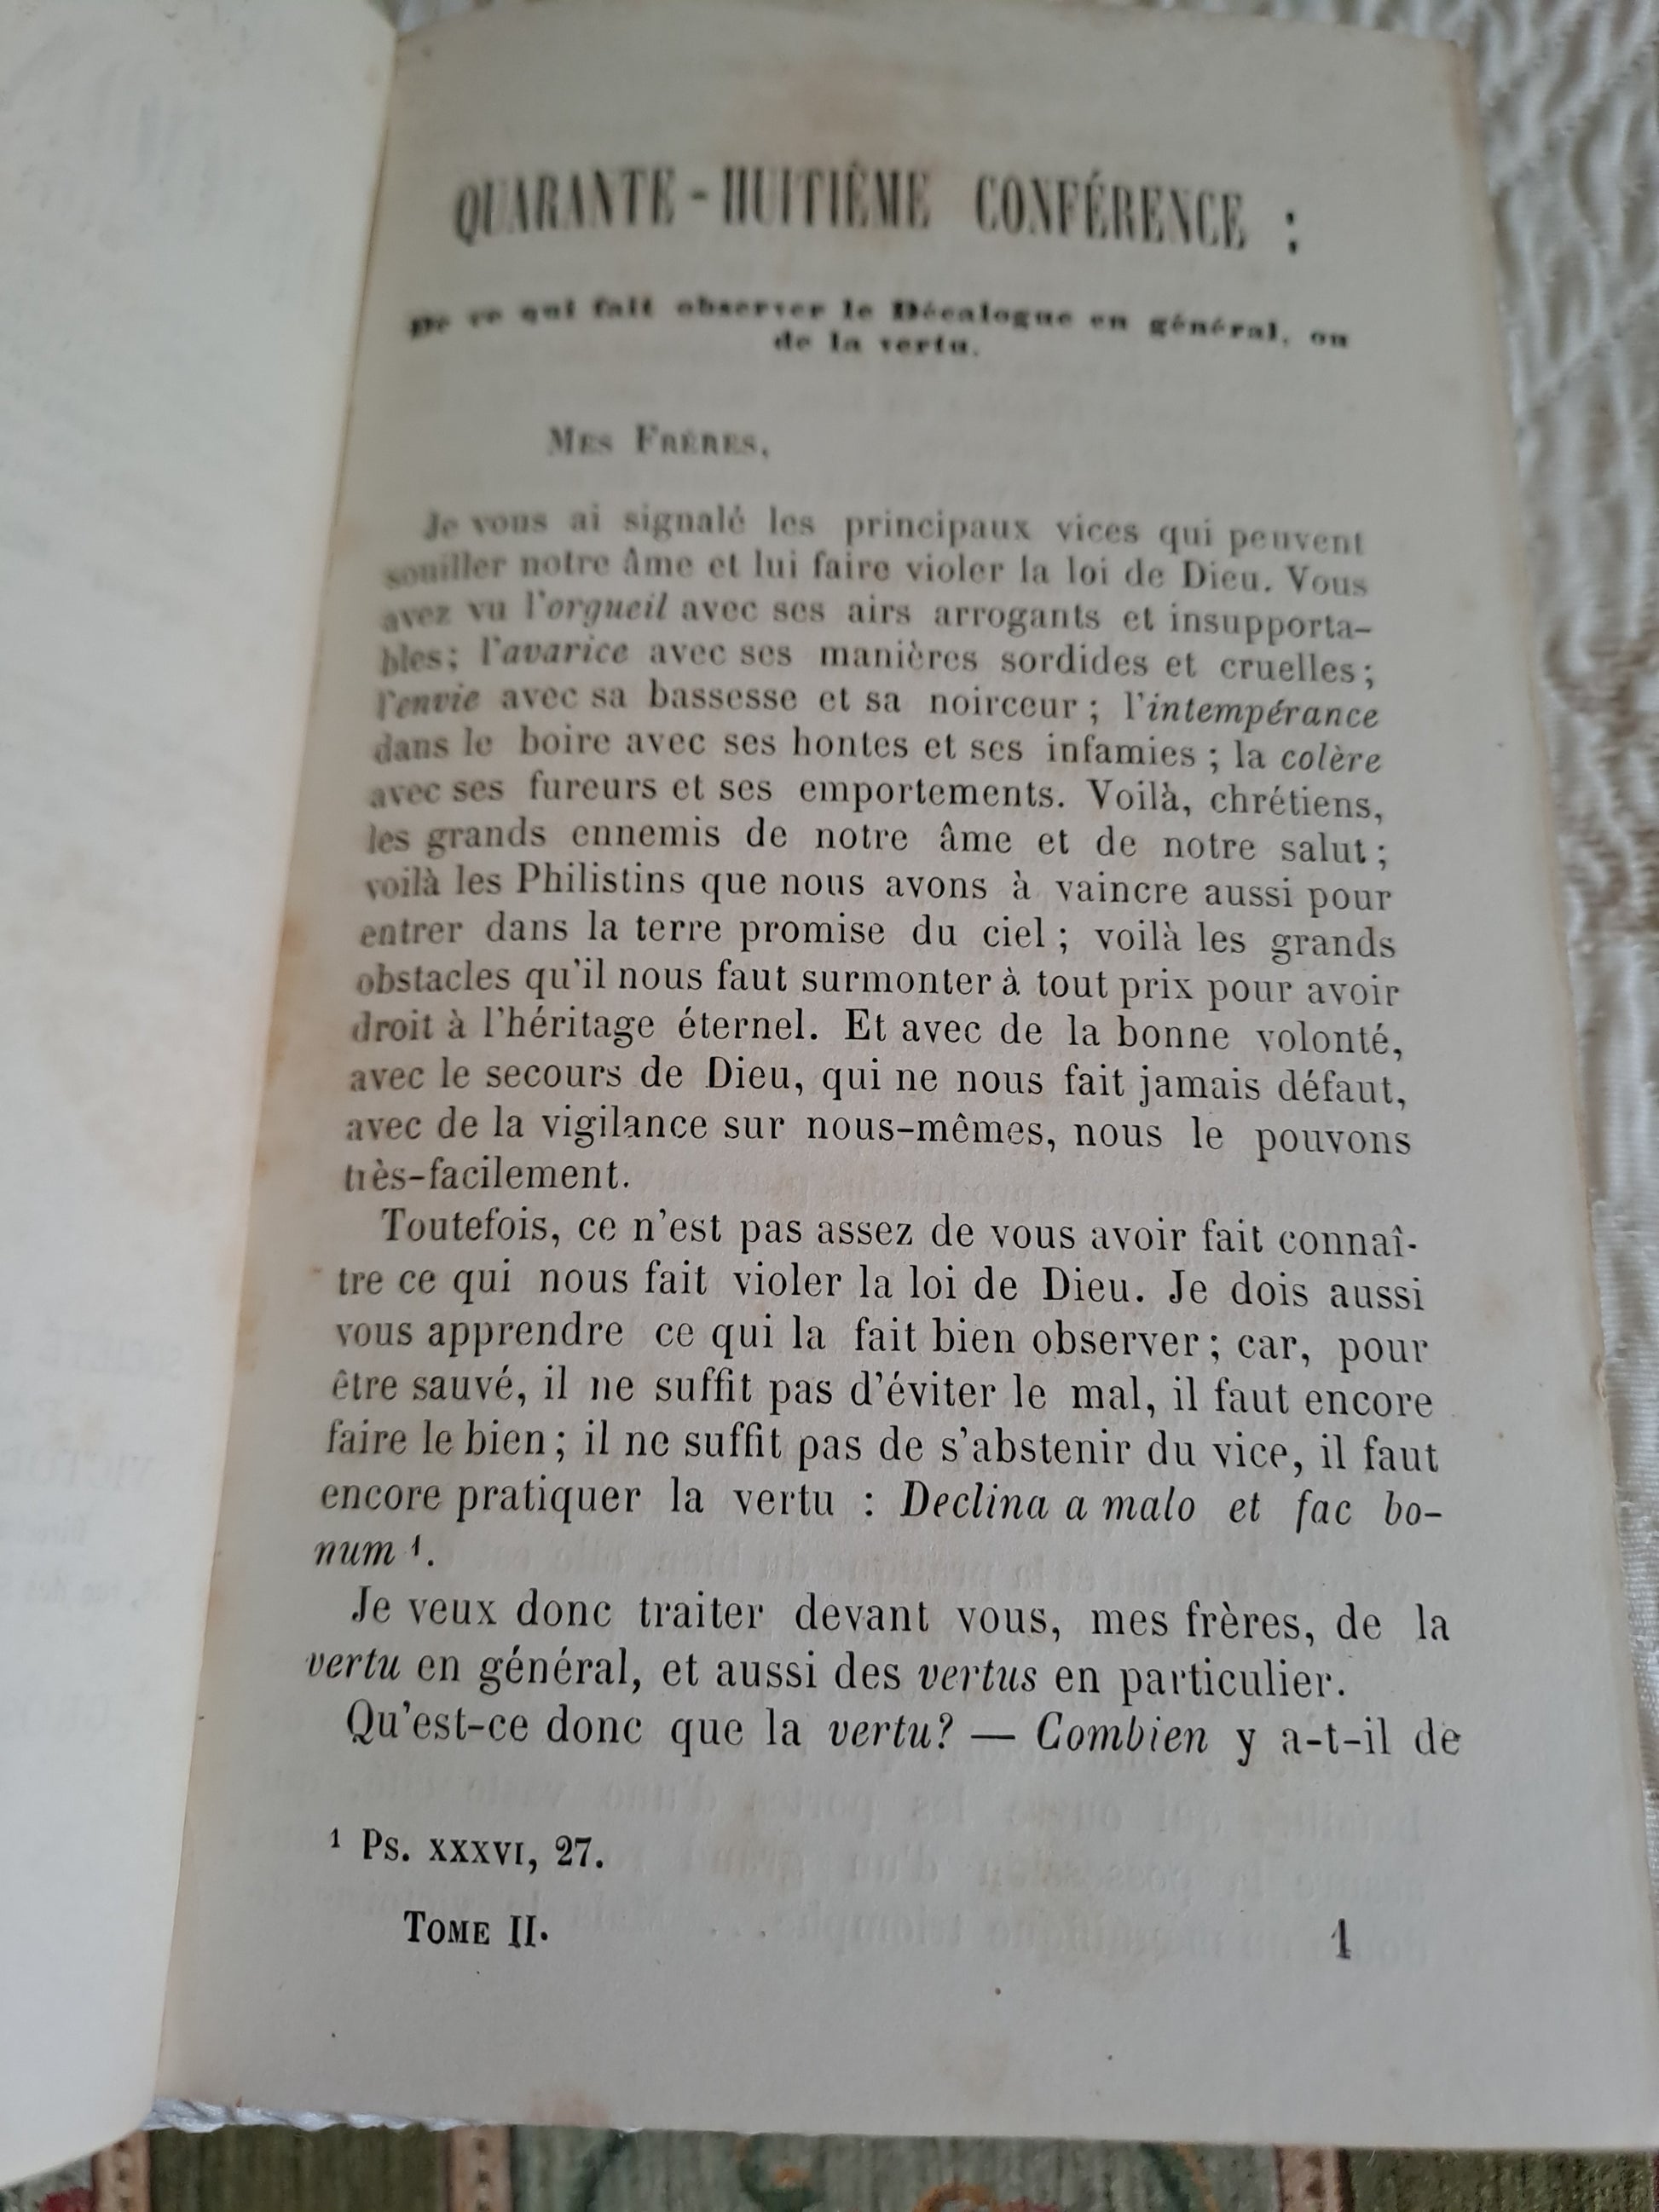 QUARANTE-HUITIÈME CONFÉRENCE :
De ce qui fait observer le Décalogue en général, ou
de la vertu.
MES FRÈRES,
Je vous ai signalé les principaux vices qui peuvent
souiller notre âme et lui faire violer la loi de Dieu. Vous
avez vu l'orgueil avec ses airs arrogants et insupporta-
bles; l'avarice avec ses manières sordides et cruelles;
l'envie avec sa bassesse et sa noirceur; l'intempérance
dans le boire avec ses hontes et ses infamies; la colère
avec ses fureurs et ses emportements. Voilà, chrétiens,
les grands ennemis de notre âme et de notre salut;
voilà les Philistins que nous avons à vaincre aussi pour
entrer dans la terre promise du ciel; voilà les grands
obstacles qu'il nous faut surmonter à tout prix pour avoir
droit à l'héritage éternel. Et avec de la bonne volonté,
avec le secours de Dieu, qui ne nous fait jamais défaut,
avec de la vigilance sur nous-mêmes, nous le pouvons
très-facilement.
Toutefois, ce n'est pas assez de vous avoir fait connaî-
tre ce qui nous fait violer la loi de Dieu. Je dois aussi
vous apprendre ce qui la fait bien observer; car, pour
être sauvé, il ne suffit pas d'éviter le mal, il faut encore
faire le bien; il ne suffit pas de s'abstenir du vice, il faut
encore pratiquer la vertu : Declina a malo et fac bo-
num ¹.
Je veux donc traiter devant vous, mes frères, de la
vertu en général, et aussi des vertus en particulier.
Qu'est-ce donc que la vertu? — Combien y a-t-il de
¹ Ps. XXXVI, 27.
TOME II. 1